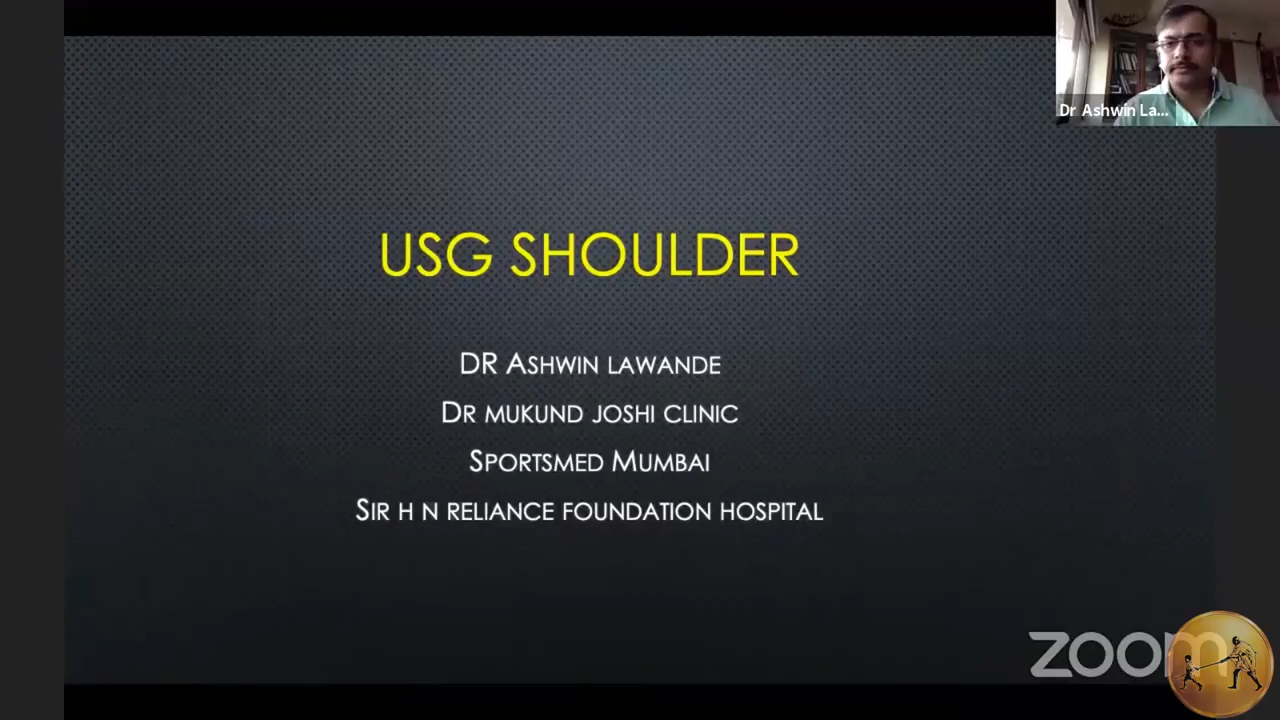 Dr Ashwin La...
USG SHOULDER
DR ASHWIN LAWANDE
DR MUKUND JOSHI CLINIC
SPORTSMED MUMBAI
SIR H N RELIANCE FOUNDATION HOSPITAL
zoom